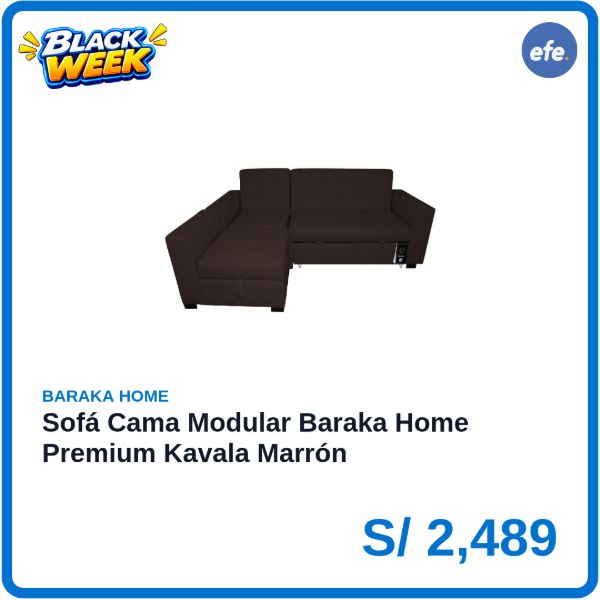 BLACK
WEEK
efe.
BARAKA HOME
Sofá Cama Modular Baraka Home
Premium Kavala Marrón
S/ 2,489